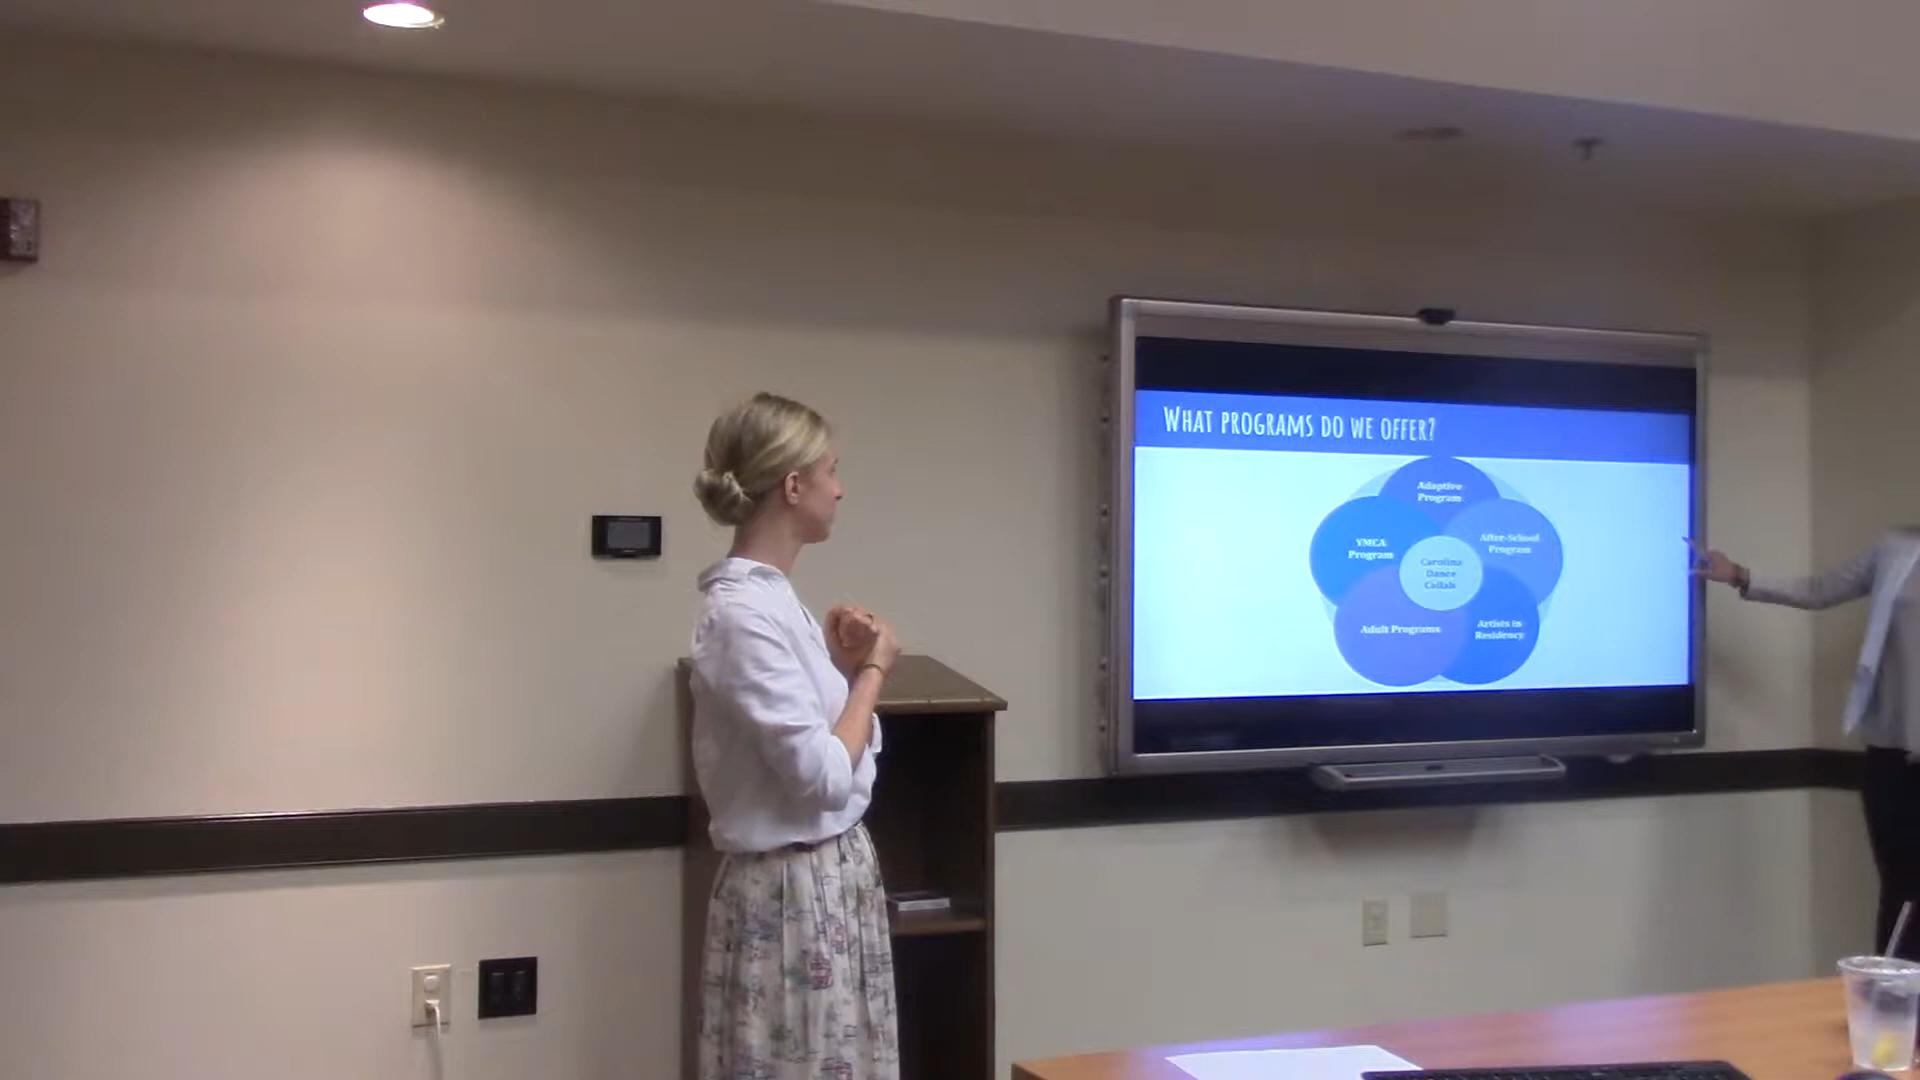 WHAT PROGRAMS DO WE OFFER?
Adaptive
Program
YMCA
Program
After-School
Program
Carolina
Dance
Collab
Adult Programs
Artists in
Residency